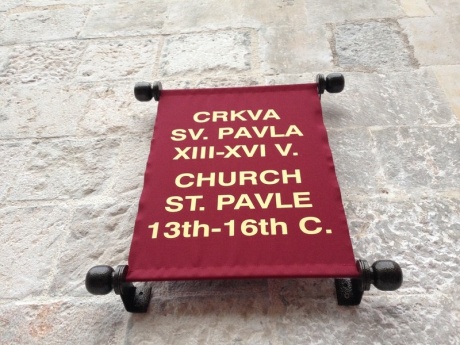 CRKVA
SV. PAVLA
XIII-XVI V.
CHURCH
ST. PAVLE
13th-16th C.